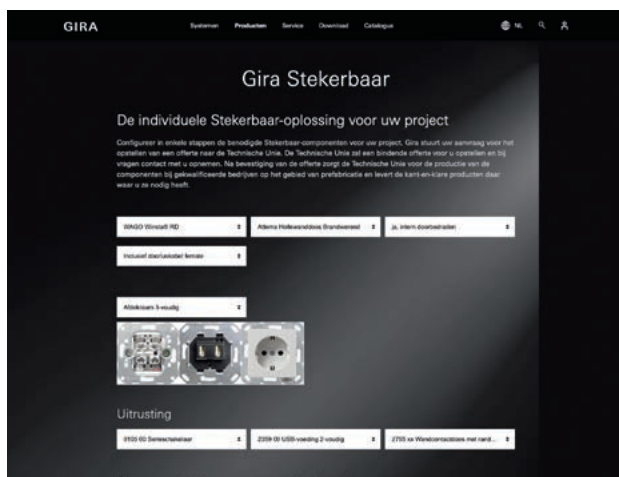 GIRA
Systemen Producten Service Download Catalogus
NL
Gira Stekerbaar
De individuele Stekerbaar-oplossing voor uw project
Configureer in enkele stappen de benodigde Stekerbaar-componenten voor uw project. Gira stuurt uw aanvraag voor het
opstellen van een offerte naar de Technische Unie. De Technische Unie zal een bindende offerte voor u opstellen en bij
vragen contact met u opnemen. Na bevestiging van de offerte zorgt de Technische Unie voor de productie van de
componenten bij gekwalificeerde bedrijven op het gebied van prefabricatie en levert de kant-en-klare producten daar
waar u ze nodig heeft.
WAGO Winsta® RD
Attema Hollewanddoos Brandwerend
Ja, intern doorbedraden
Inclusief doorluskabel female
Afdekraam 3-voudig
Uitrusting
0105 00 Serieschakelaar
2359 00 USB-voeding 2-voudig
2755 xx Wandcontactdoos met rand...